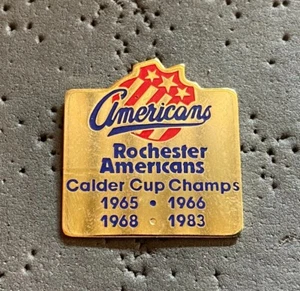 Americans
Rochester
Americans
Calder Cup Champs
1965 • 1966
1968 1983